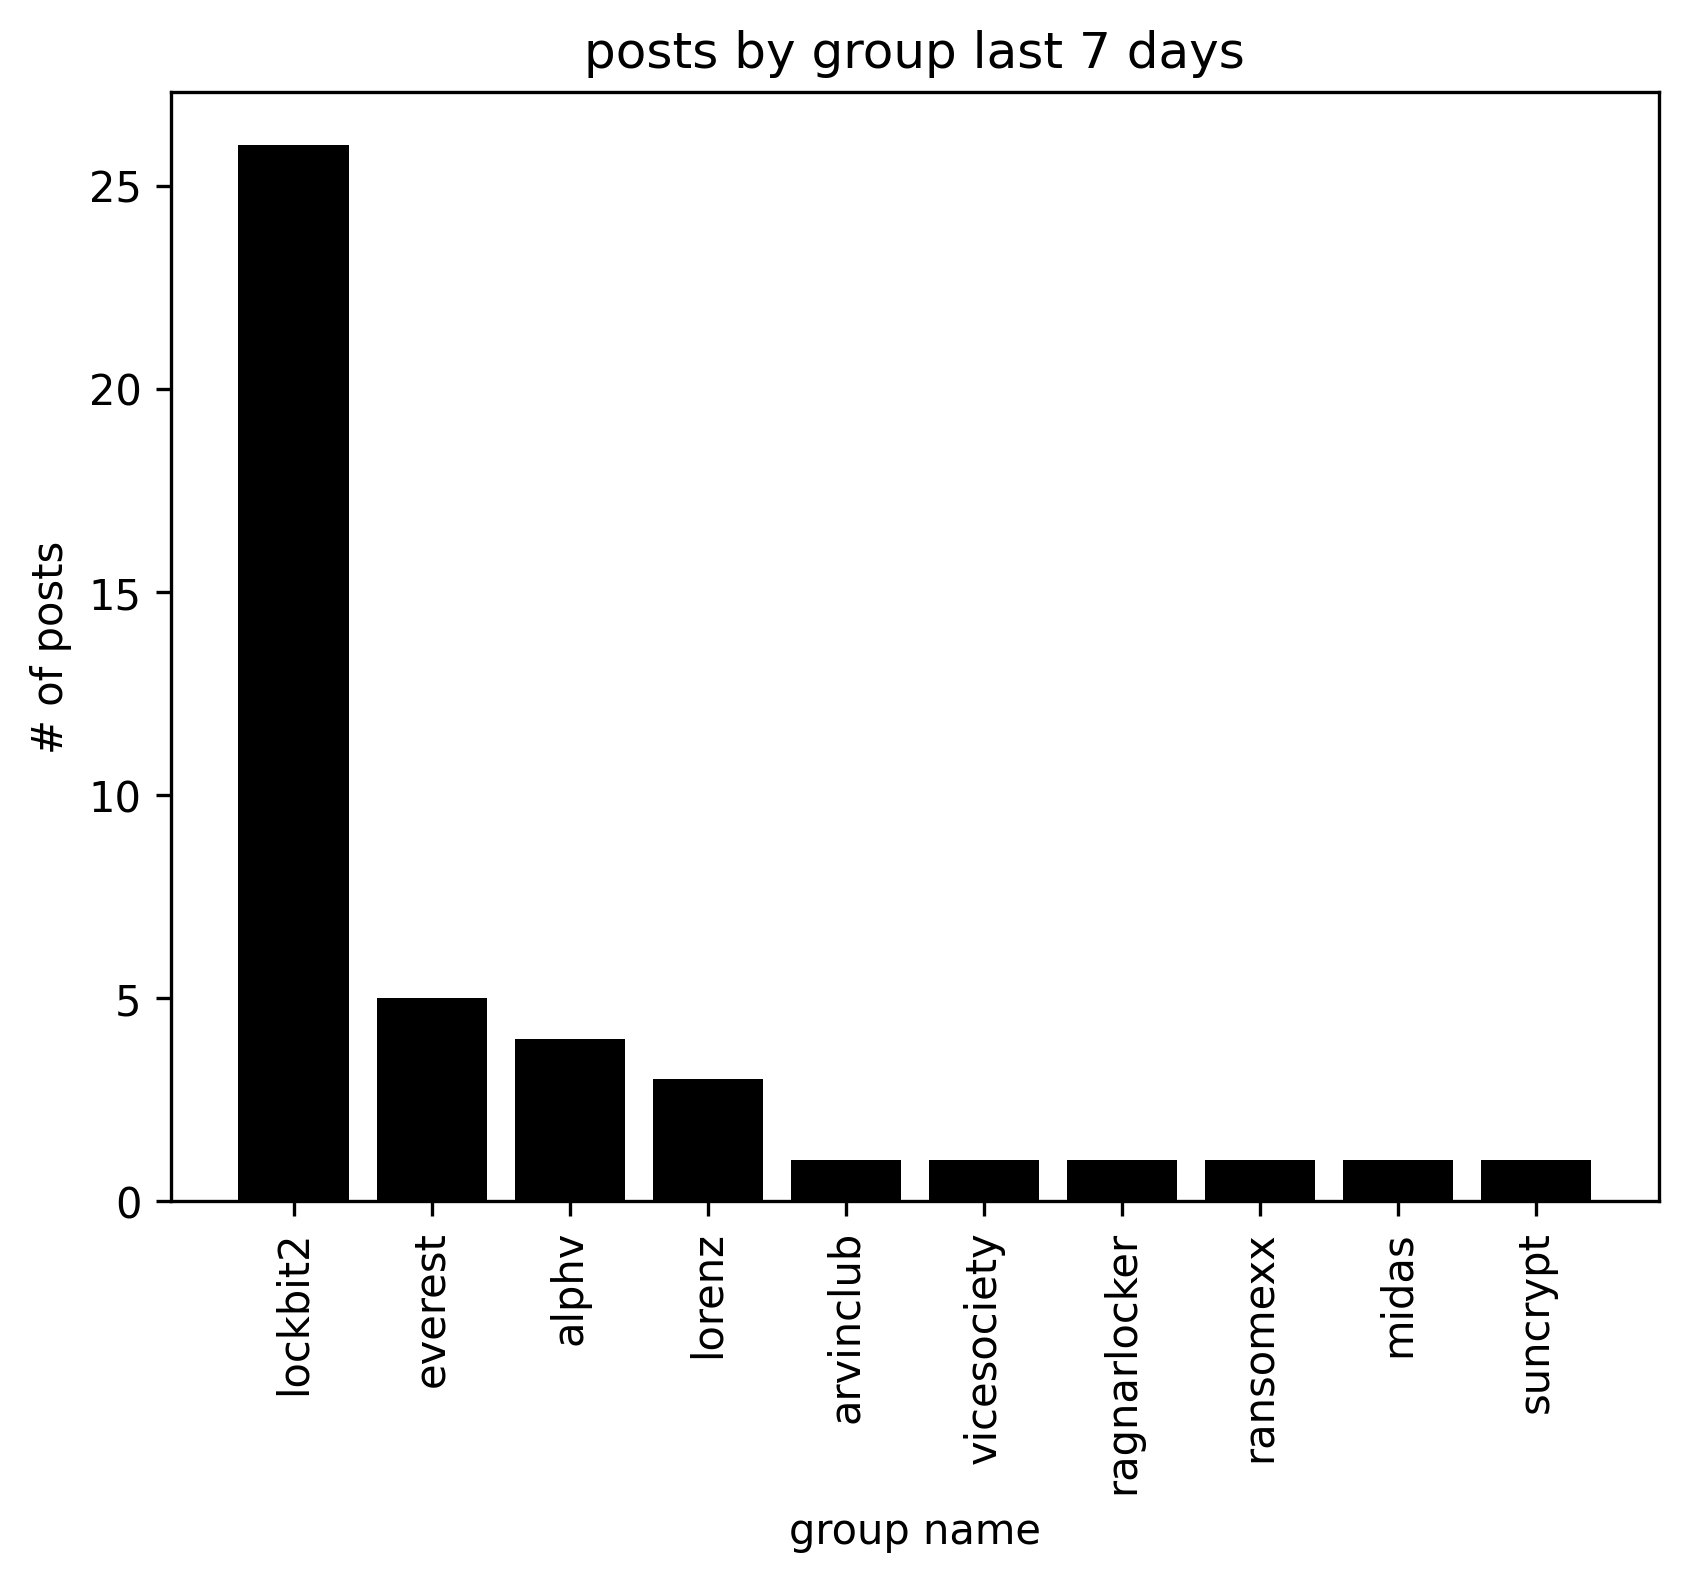 posts by group last 7 days
# of posts
25
20
15
10
5
0
lockbit2
everest
alphv
lorenz
arvinclub
vicesociety
ragnarlocker
ransomexx
midas
suncrypt
group name